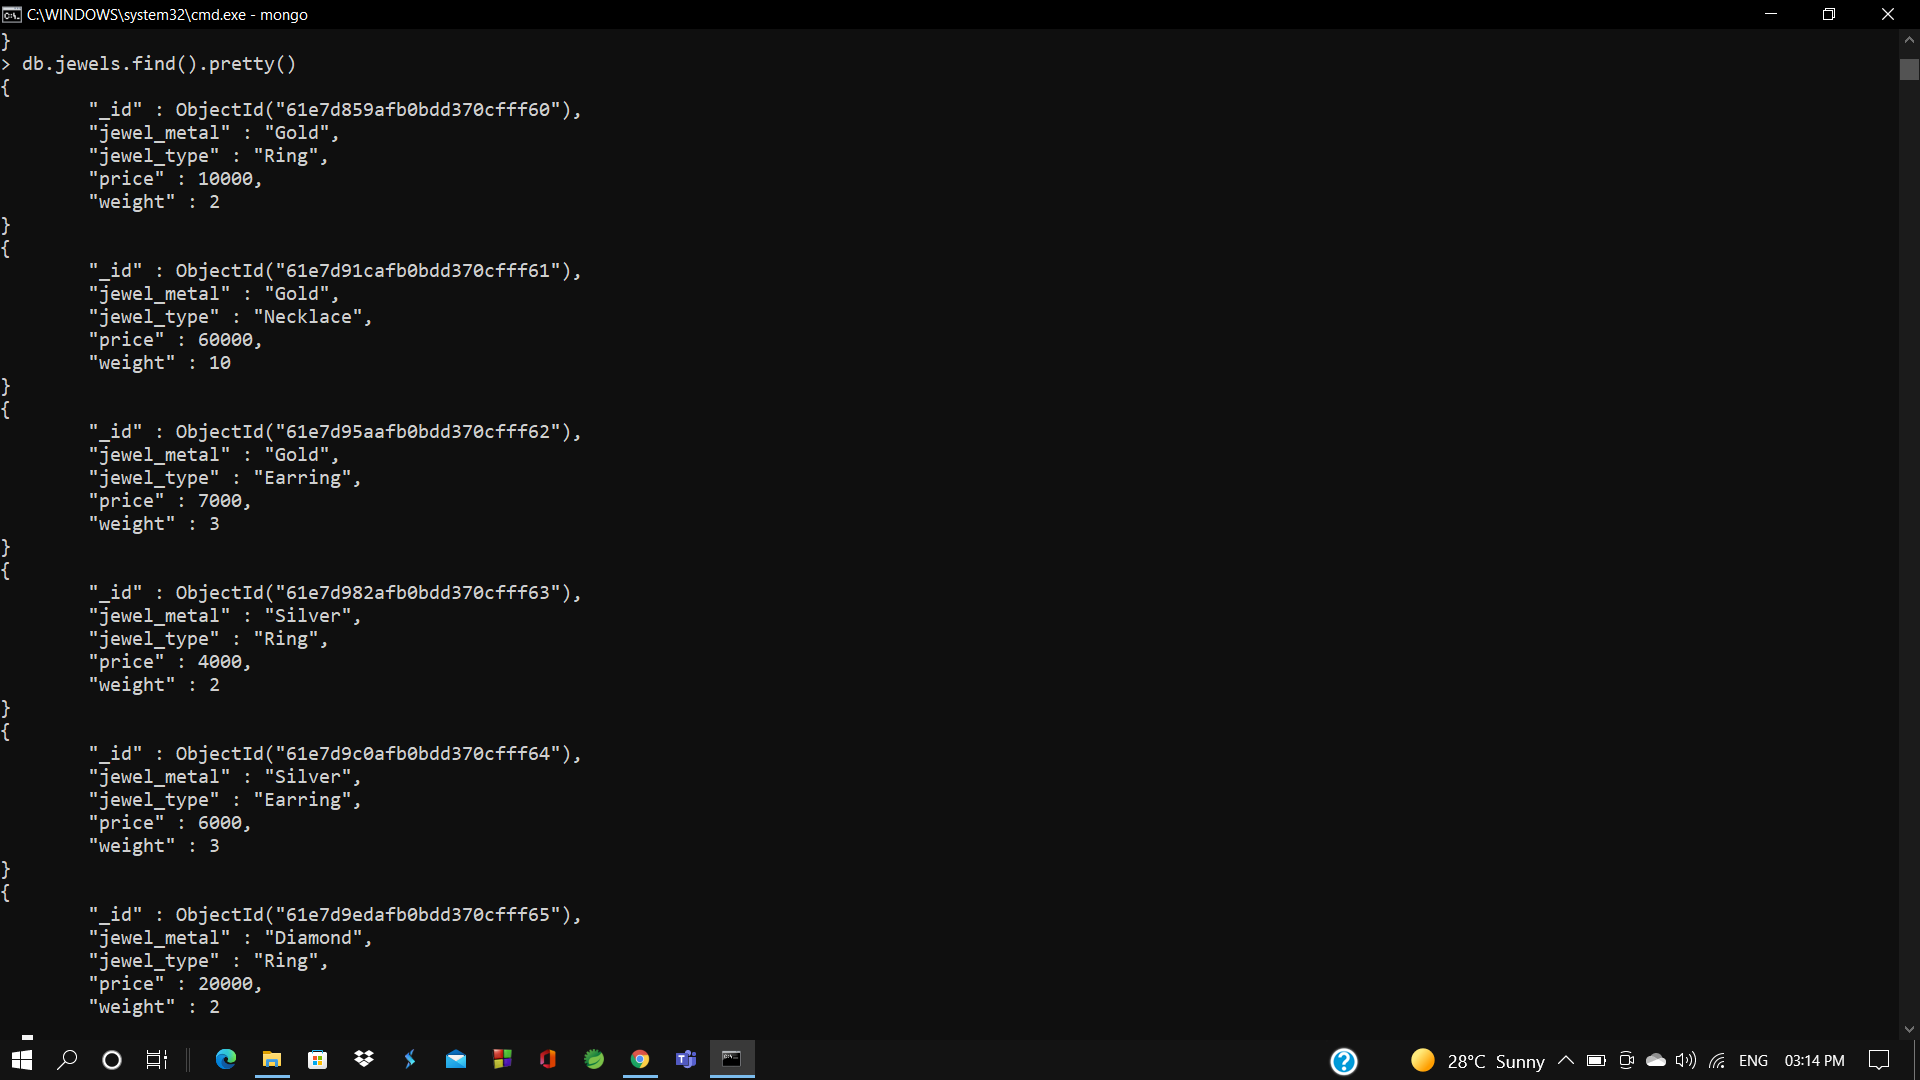 C:\WINDOWS\system32\cmd.exe - mongo
}
> db.jewels.find().pretty()
{
        "_id" : ObjectId("61e7d859afb0bdd370cfff60"),
        "jewel_metal" : "Gold",
        "jewel_type" : "Ring",
        "price" : 10000,
        "weight" : 2
}
{
        "_id" : ObjectId("61e7d91cafb0bdd370cfff61"),
        "jewel_metal" : "Gold",
        "jewel_type" : "Necklace",
        "price" : 60000,
        "weight" : 10
}
{
        "_id" : ObjectId("61e7d95aafb0bdd370cfff62"),
        "jewel_metal" : "Gold",
        "jewel_type" : "Earring",
        "price" : 7000,
        "weight" : 3
}
{
        "_id" : ObjectId("61e7d982afb0bdd370cfff63"),
        "jewel_metal" : "Silver",
        "jewel_type" : "Ring",
        "price" : 4000,
        "weight" : 2
}
{
        "_id" : ObjectId("61e7d9c0afb0bdd370cfff64"),
        "jewel_metal" : "Silver",
        "jewel_type" : "Earring",
        "price" : 6000,
        "weight" : 3
}
{
        "_id" : ObjectId("61e7d9edafb0bdd370cfff65"),
        "jewel_metal" : "Diamond",
        "jewel_type" : "Ring",
        "price" : 20000,
        "weight" : 2
28°C Sunny ENG 03:14 PM